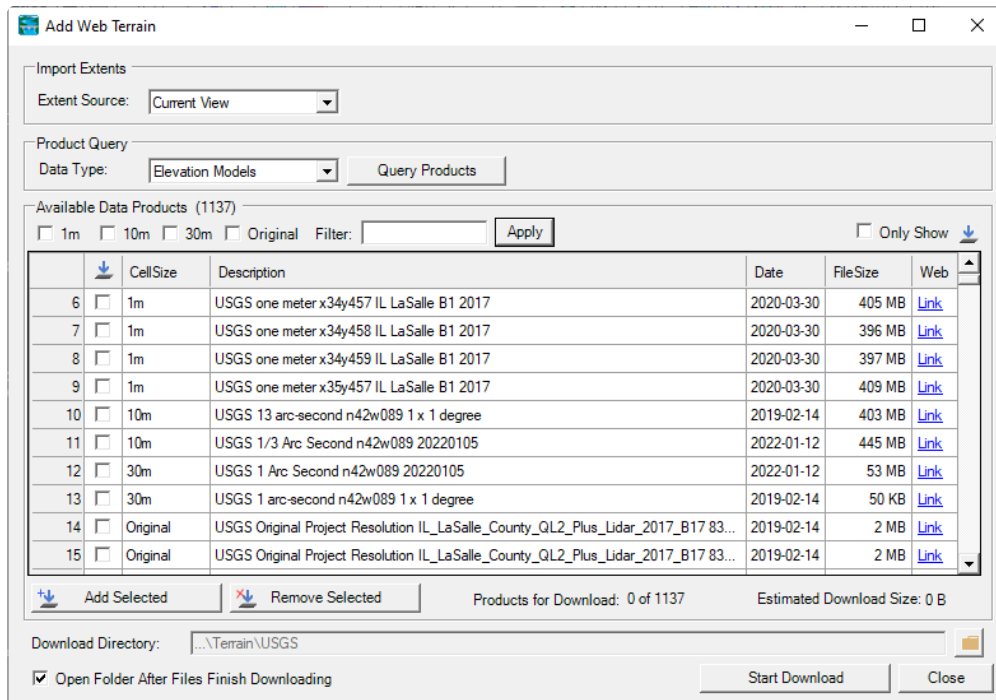 Add Web Terrain
Import Extents
Extent Source: Current View
Product Query
Data Type: Elevation Models Query Products
Available Data Products (1137)
1m 10m 30m Original Filter: Apply Only Show
CellSize Description Date FileSize Web
6 1m USGS one meter x34y457 IL LaSalle B1 2017 2020-03-30 405 MB Link
7 1m USGS one meter x34y458 IL LaSalle B1 2017 2020-03-30 396 MB Link
8 1m USGS one meter x34y459 IL LaSalle B1 2017 2020-03-30 397 MB Link
9 1m USGS one meter x35y457 IL LaSalle B1 2017 2020-03-30 409 MB Link
10 10m USGS 13 arc-second n42w089 1 x 1 degree 2019-02-14 403 MB Link
11 10m USGS 1/3 Arc Second n42w089 20220105 2022-01-12 445 MB Link
12 30m USGS 1 Arc Second n42w089 20220105 2022-01-12 53 MB Link
13 30m USGS 1 arc-second n42w089 1 x 1 degree 2019-02-14 50 KB Link
14 Original USGS Original Project Resolution IL_LaSalle_County_QL2_Plus_Lidar_2017_B17 83... 2019-02-14 2 MB Link
15 Original USGS Original Project Resolution IL_LaSalle_County_QL2_Plus_Lidar_2017_B17 83... 2019-02-14 2 MB Link
Add Selected Remove Selected Products for Download: 0 of 1137 Estimated Download Size: 0 B
Download Directory: ...\Terrain\USGS
Open Folder After Files Finish Downloading Start Download Close